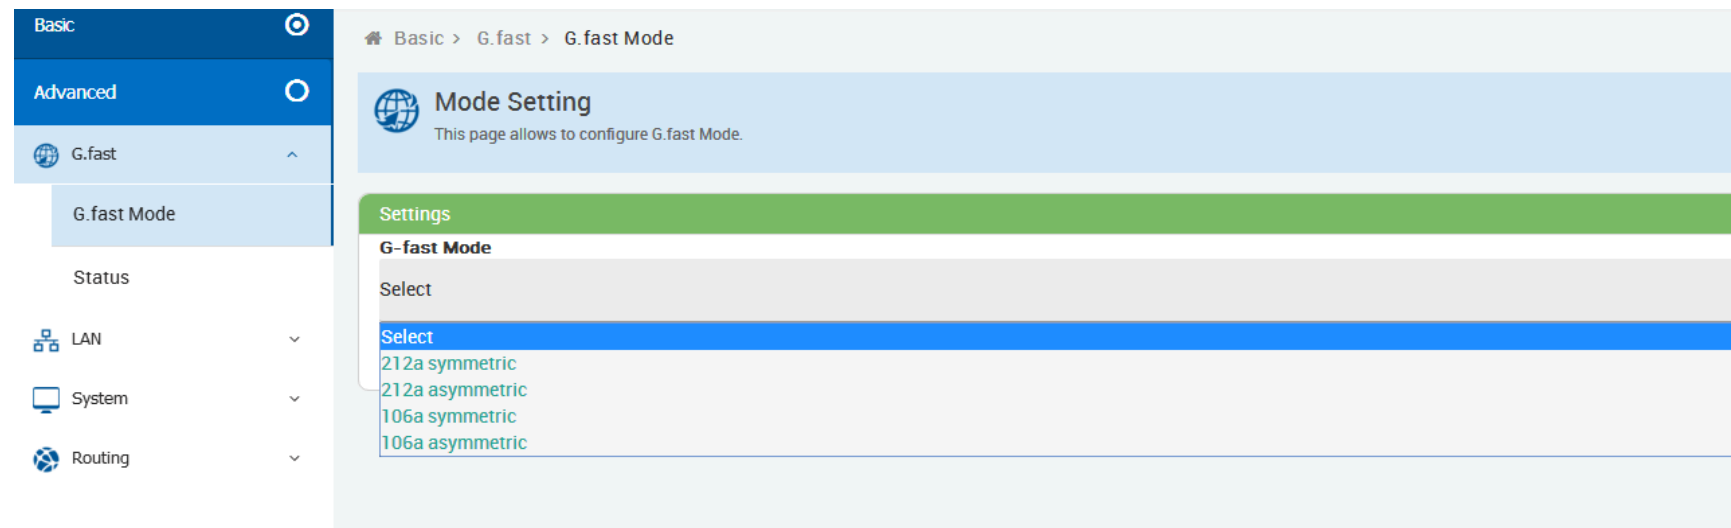 Basic
Advanced
G.fast
G.fast Mode
Status
LAN
System
Routing
Basic > G.fast > G.fast Mode
Mode Setting
This page allows to configure G.fast Mode.
Settings
G-fast Mode
Select
Select
212a symmetric
212a asymmetric
106a symmetric
106a asymmetric